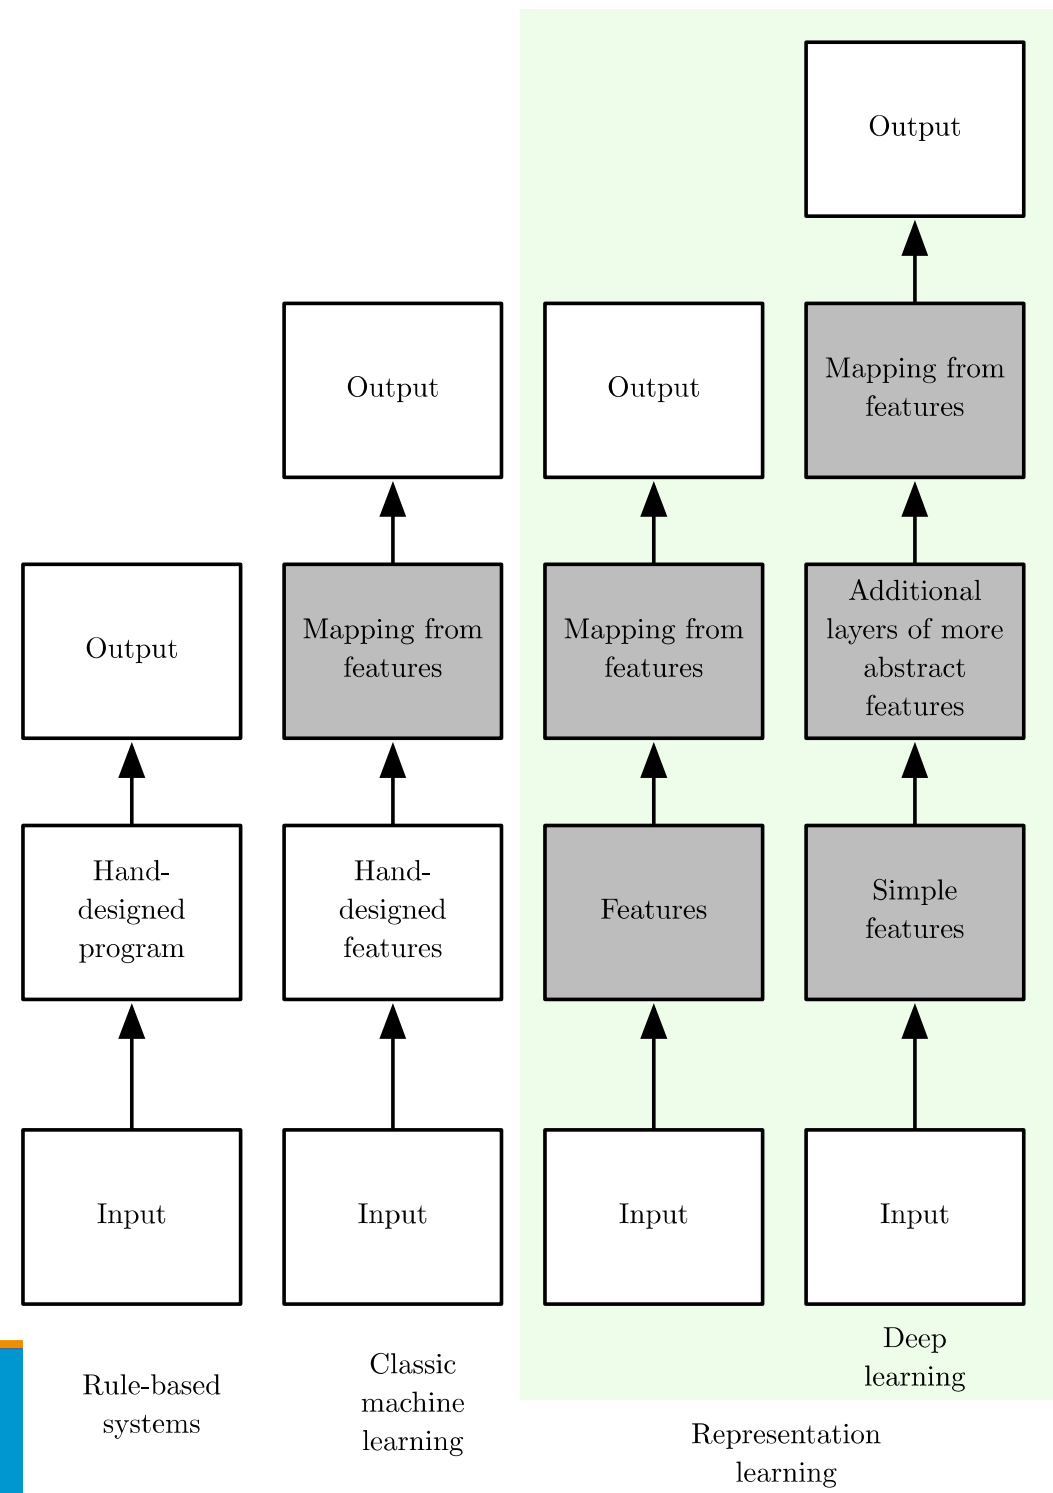 Output
Output
Output
Mapping from
features
Output
Mapping from
features
Mapping from
features
Additional
layers of more
abstract
features
Hand-
designed
program
Hand-
designed
features
Features
Simple
features
Input
Input
Input
Input
Rule-based
systems
Classic
machine
learning
Representation
learning
Deep
learning